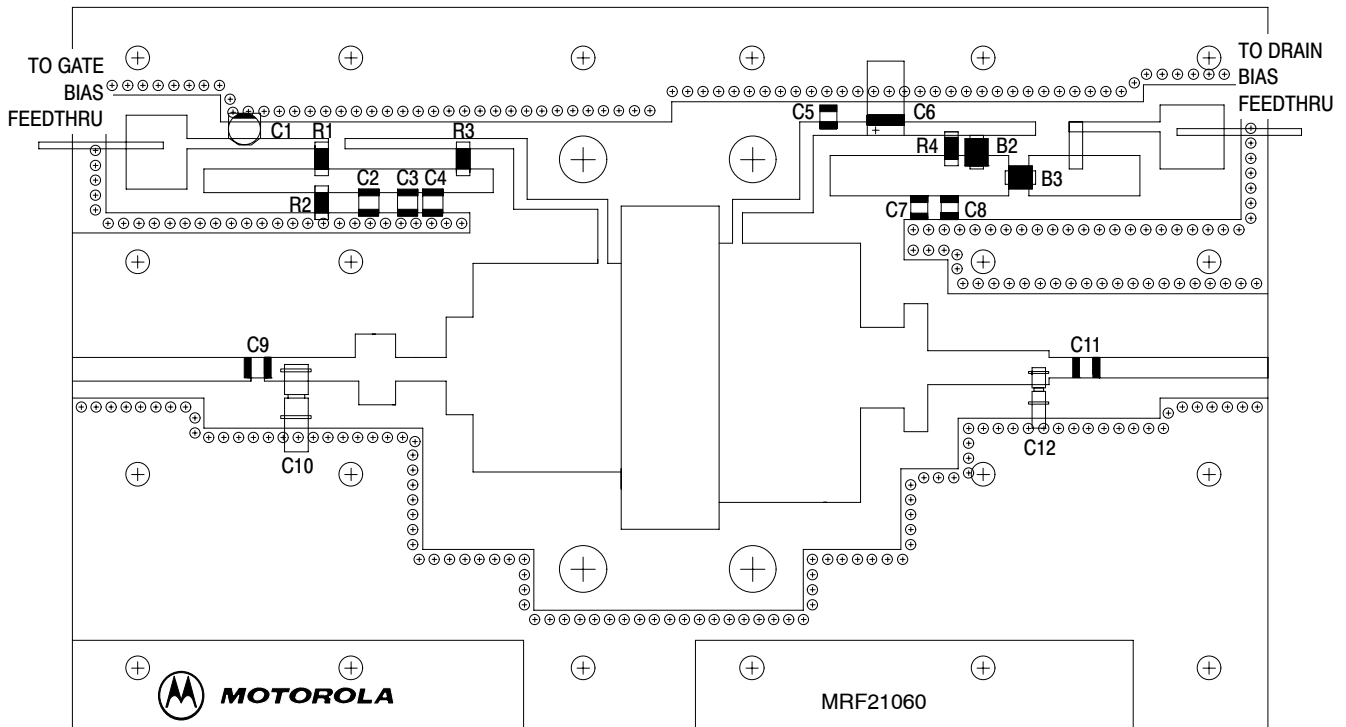 TO GATE
BIAS
FEEDTHRU
TO DRAIN
BIAS
FEEDTHRU
C1
R1
R3
C5
C6
R4
B2
B3
C2
C3
C4
R2
C7
C8
C9
C11
C10
C12
MOTOROLA
MRF21060